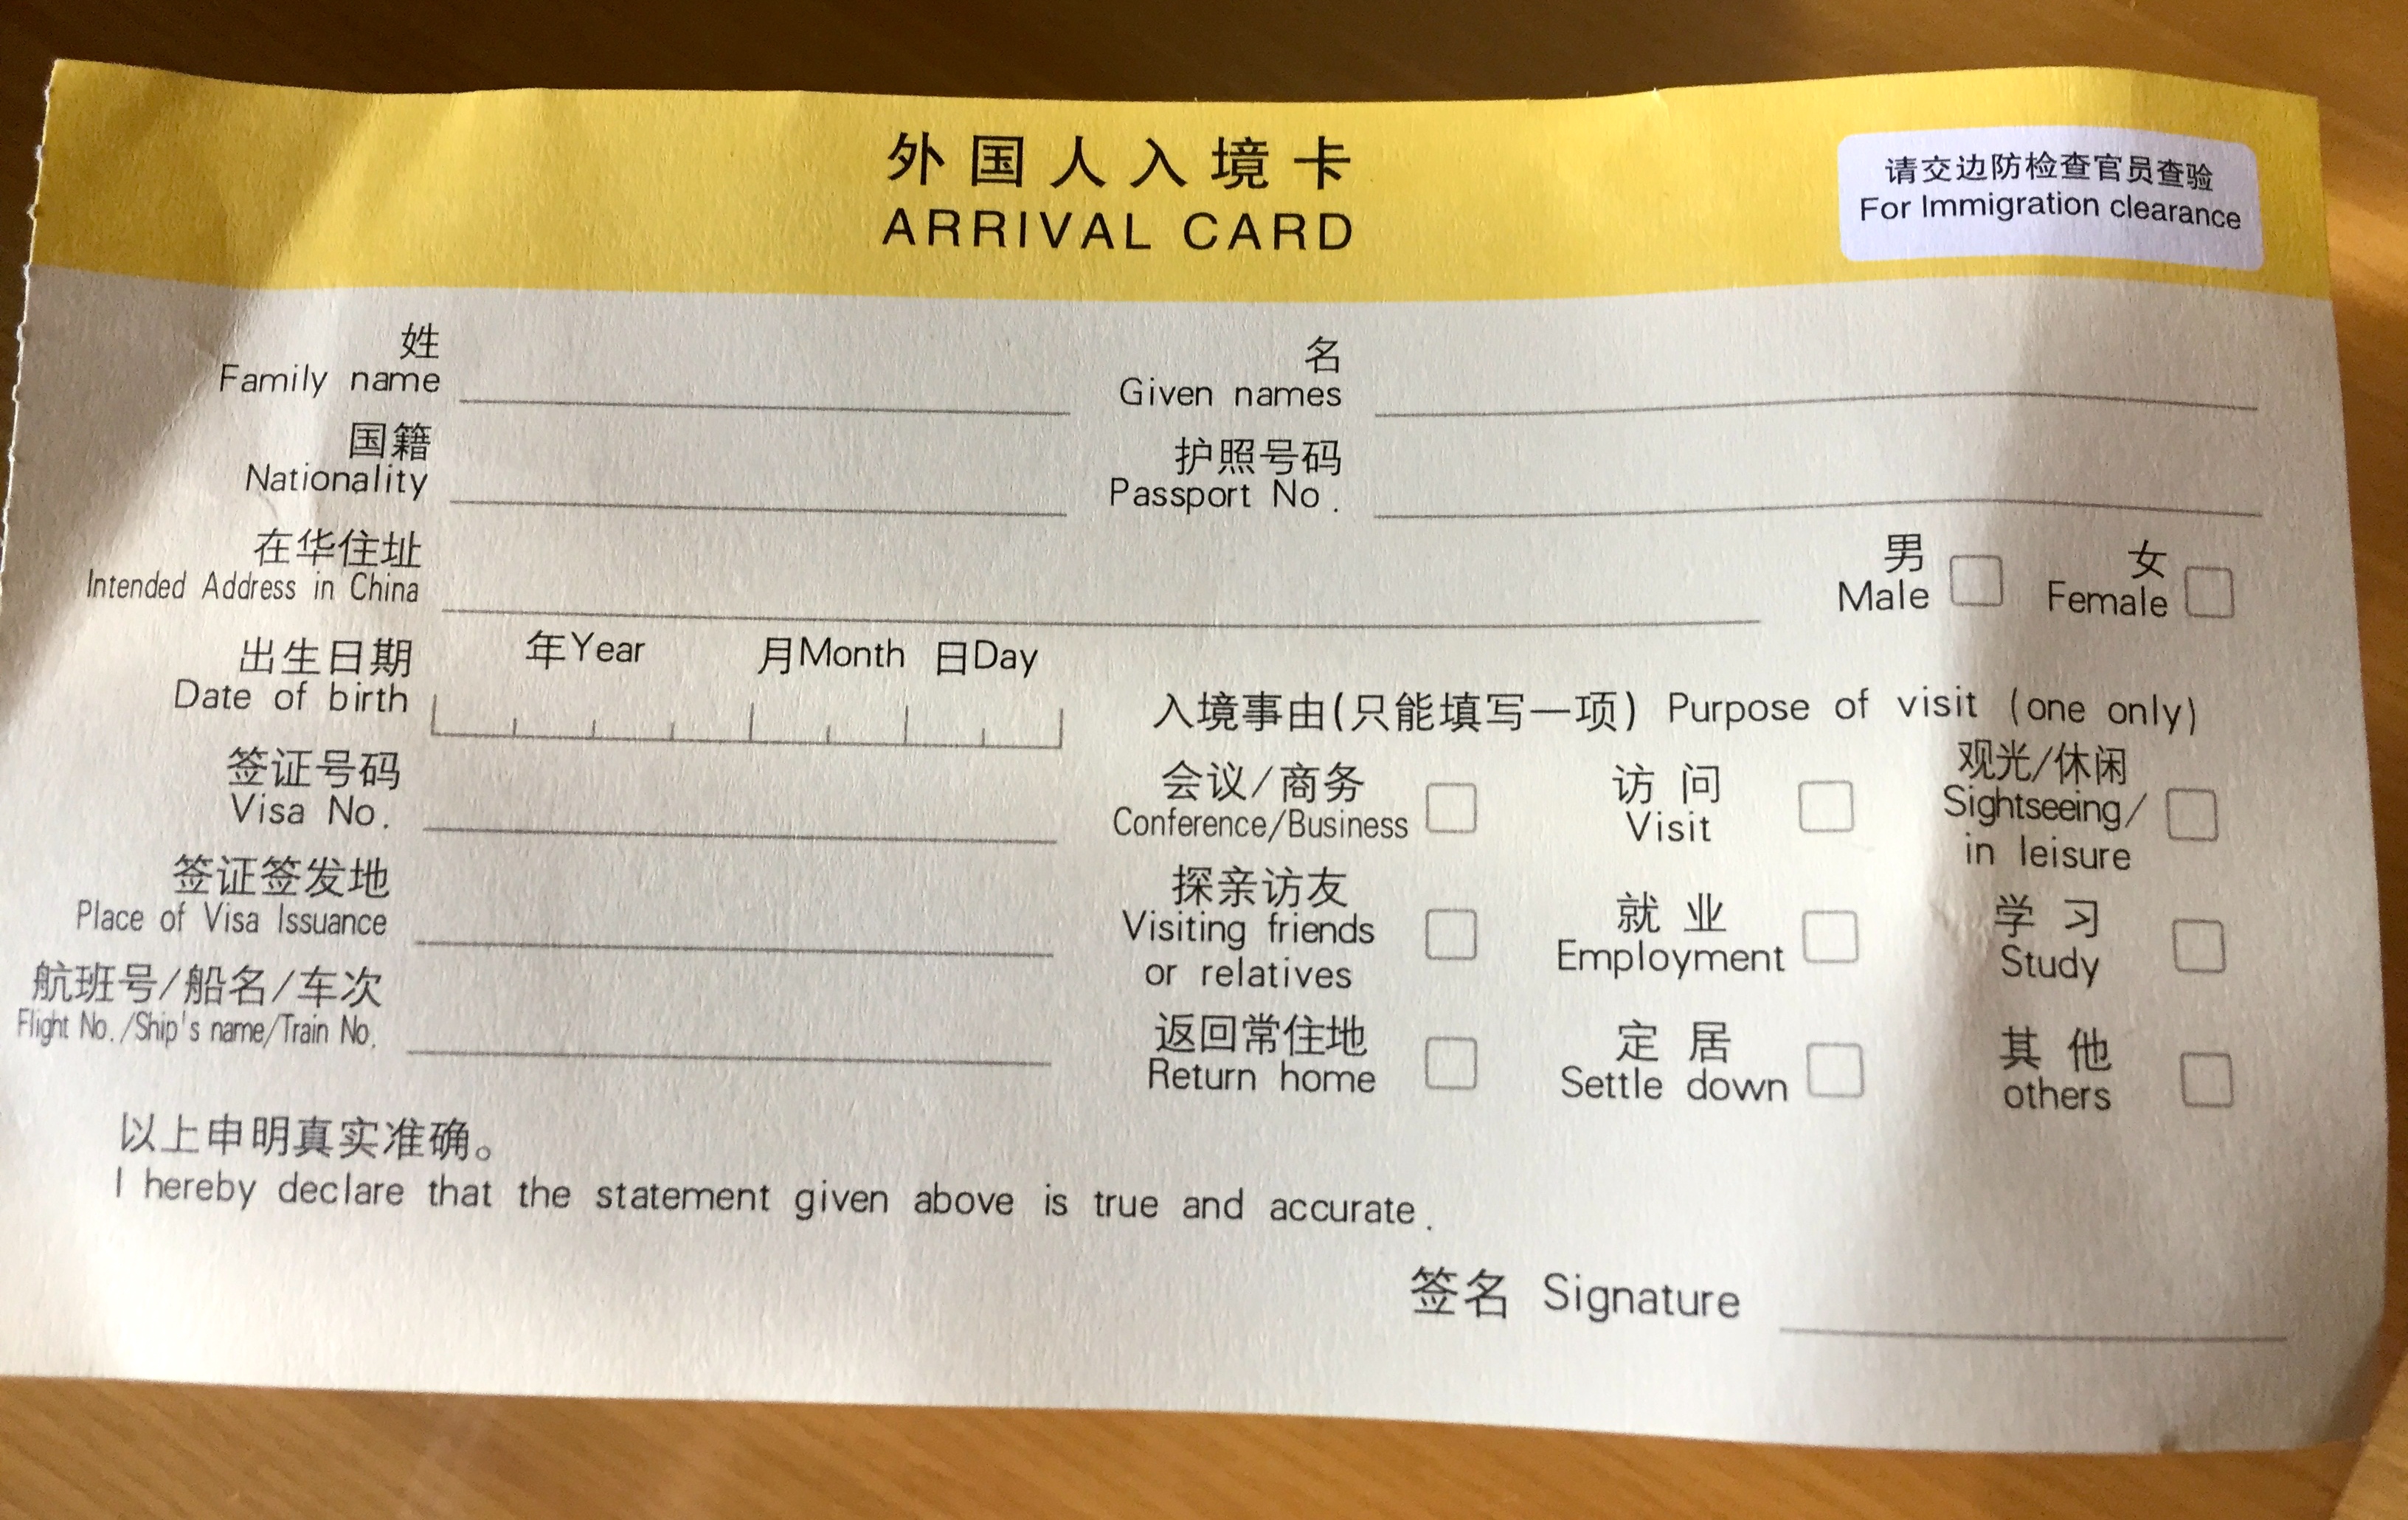 外国人入境卡
ARRIVAL CARD
请交边防检查官员查验
For Immigration clearance
姓
Family name
名
Given names
国籍
Nationality
护照号码
Passport No.
在华住址
Intended Address in China
男
Male
女
Female
出生日期
Date of birth
年Year 月Month 日Day
入境事由(只能填写一项) Purpose of visit (one only)
签证号码
Visa No.
会议/商务
Conference/Business
访问
Visit
观光/休闲
Sightseeing/
in leisure
签证签发地
Place of Visa Issuance
探亲访友
Visiting friends
or relatives
就业
Employment
学习
Study
航班号/船名/车次
Flight No./Ship's name/Train No.
返回常住地
Return home
定居
Settle down
其他
others
以上申明真实准确。
I hereby declare that the statement given above is true and accurate.
签名 Signature